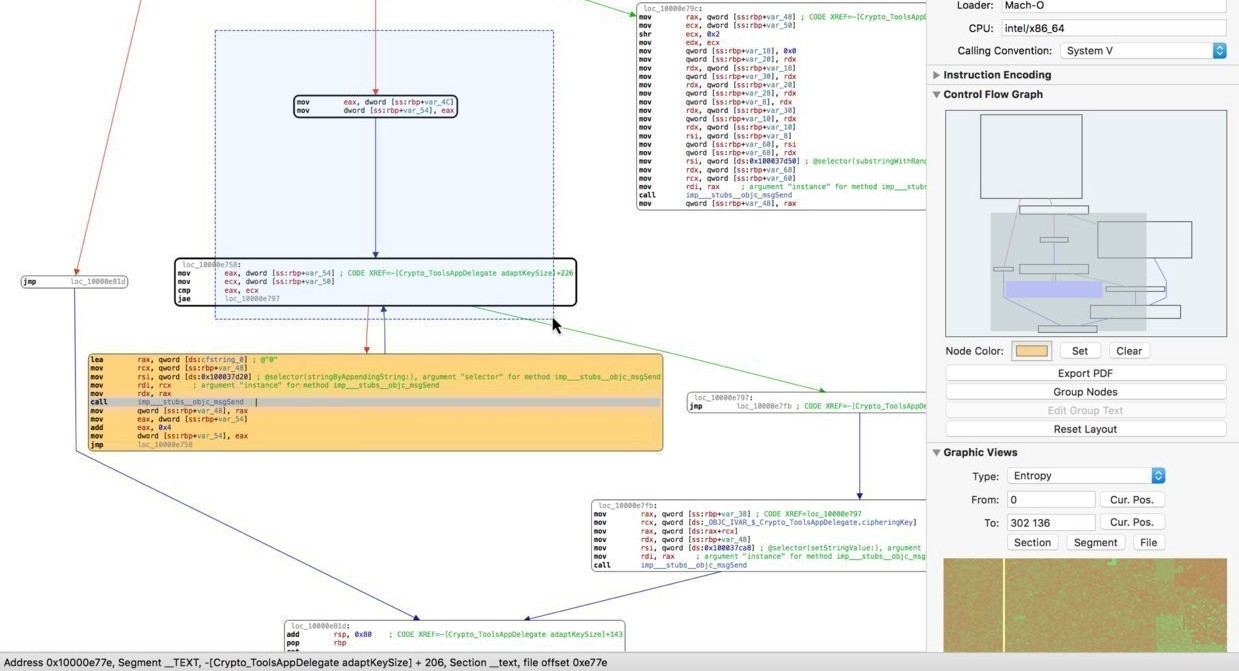 loc_10000e79c:
mov rax, qword [ss:rbp+var_48] ; CODE XREF=-[Crypto_ToolsAppD
mov ecx, dword [ss:rbp+var_50]
shr ecx, 0x2
mov edx, ecx
mov qword [ss:rbp+var_18], 0x0
mov qword [ss:rbp+var_20], rdx
mov rdx, qword [ss:rbp+var_18]
mov qword [ss:rbp+var_30], rdx
mov rdx, qword [ss:rbp+var_20]
mov qword [ss:rbp+var_28], rdx
mov qword [ss:rbp+var_8], rdx
mov rdx, qword [ss:rbp+var_30]
mov qword [ss:rbp+var_10], rdx
mov rdx, qword [ss:rbp+var_10]
mov rsi, qword [ss:rbp+var_8]
mov qword [ss:rbp+var_60], rsi
mov qword [ss:rbp+var_68], rdx
mov rsi, qword [ds:0x100037d50] ; @selector(substringWithRang
mov rdx, qword [ss:rbp+var_68]
mov rcx, qword [ss:rbp+var_60]
mov rdi, rax ; argument "instance" for method imp___stubs
call imp___stubs__objc_msgSend
mov qword [ss:rbp+var_48], rax
mov eax, dword [ss:rbp+var_4C]
mov dword [ss:rbp+var_54], eax
loc_10000e758:
mov eax, dword [ss:rbp+var_54] ; CODE XREF=-[Crypto_ToolsAppDelegate adaptKeySize]+226
mov ecx, dword [ss:rbp+var_50]
cmp eax, ecx
jae loc_10000e797
jmp loc_10000e81d
lea rax, qword [ds:cfstring_0] ; @"0"
mov rcx, qword [ss:rbp+var_48]
mov rsi, qword [ds:0x100037d20] ; @selector(stringByAppendingString:), argument "selector" for method imp___stubs__objc_msgSend
mov rdi, rcx ; argument "instance" for method imp___stubs__objc_msgSend
mov rdx, rax
call imp___stubs__objc_msgSend
mov qword [ss:rbp+var_48], rax
mov eax, dword [ss:rbp+var_54]
add eax, 0x4
mov dword [ss:rbp+var_54], eax
jmp loc_10000e758
loc_10000e797:
jmp loc_10000e7fb ; CODE XREF=-[Crypto_ToolsAppDe
loc_10000e7fb:
mov rax, qword [ss:rbp+var_38] ; CODE XREF=loc_10000e797
mov rcx, qword [ds:_OBJC_IVAR_$_Crypto_ToolsAppDelegate.cipheringKey]
mov rax, qword [ds:rax+rcx]
mov rdx, qword [ss:rbp+var_48]
mov rsi, qword [ds:0x100037ca8] ; @selector(setStringValue:), argument
mov rdi, rax ; argument "instance" for method imp___stubs
call imp___stubs__objc_msgSend
loc_10000e81d:
add rsp, 0x80 ; CODE XREF=-[Crypto_ToolsAppDelegate adaptKeySize]+143
pop rbp
Loader: Mach-O
CPU: intel/x86_64
Calling Convention: System V
Instruction Encoding
Control Flow Graph
Node Color: Set Clear
Export PDF
Group Nodes
Edit Group Text
Reset Layout
Graphic Views
Type: Entropy
From: 0 Cur. Pos.
To: 302 136 Cur. Pos.
Section Segment File
Address 0x10000e77e, Segment __TEXT, -[Crypto_ToolsAppDelegate adaptKeySize] + 206, Section __text, file offset 0xe77e